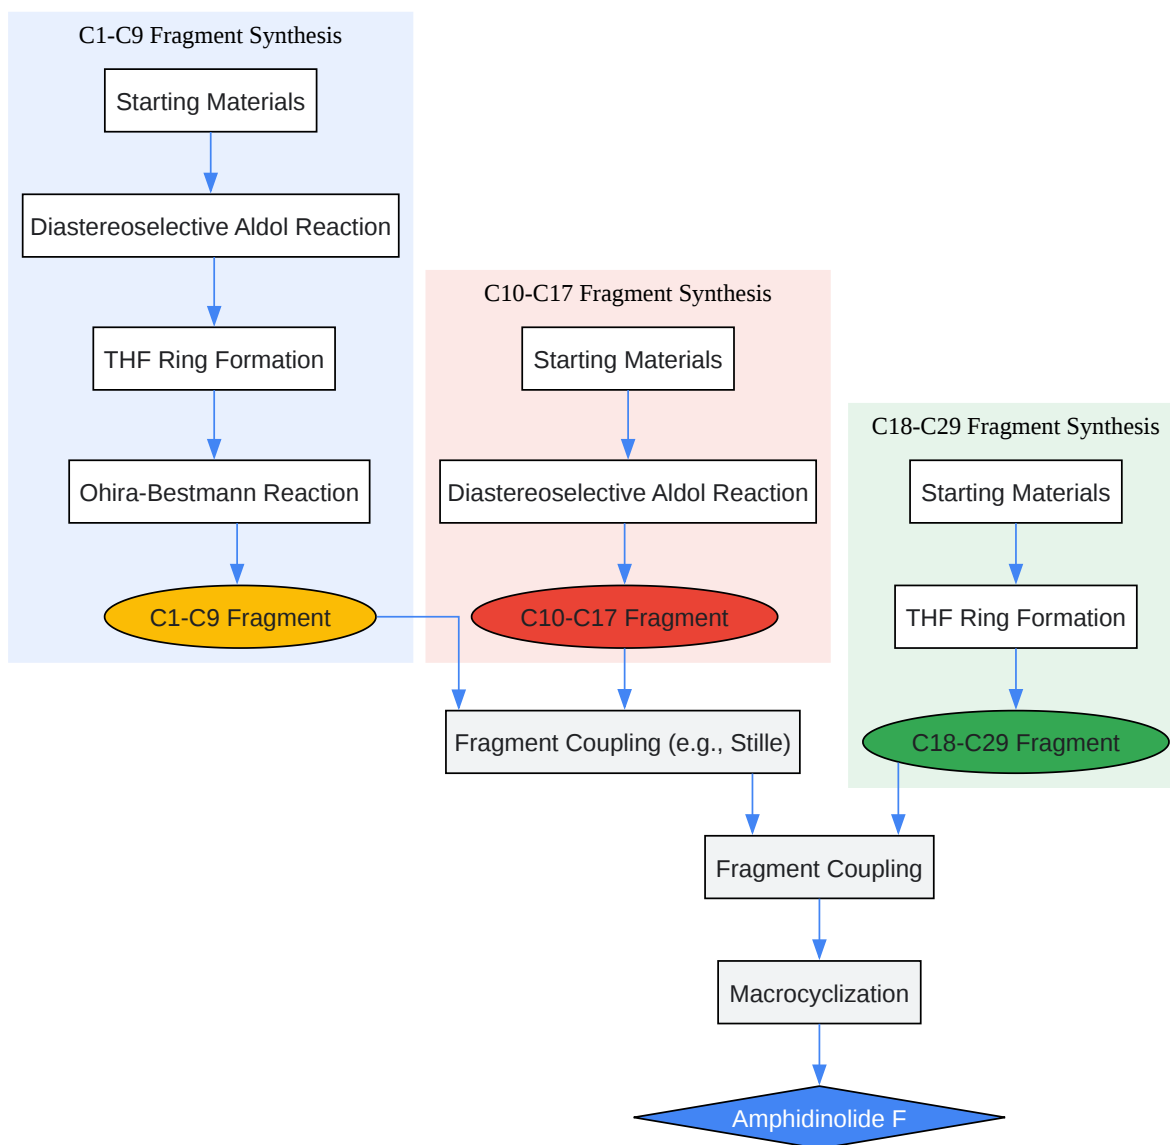 C1-C9 Fragment Synthesis
Starting Materials
Diastereoselective Aldol Reaction
THF Ring Formation
Ohira-Bestmann Reaction
C1-C9 Fragment
C10-C17 Fragment Synthesis
Starting Materials
Diastereoselective Aldol Reaction
C10-C17 Fragment
C18-C29 Fragment Synthesis
Starting Materials
THF Ring Formation
C18-C29 Fragment
Fragment Coupling (e.g., Stille)
Fragment Coupling
Macrocyclization
Amphidinolide F